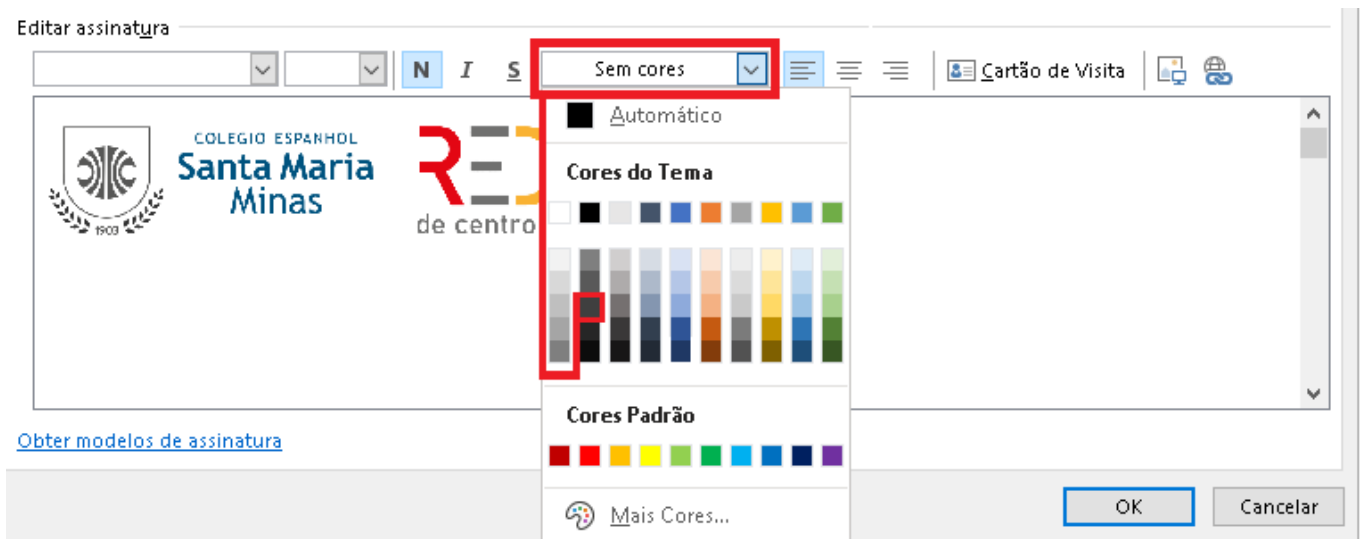 Editar assinatura
N I S Sem cores Cartão de Visita
Automático
COLEGIO ESPANHOL
Santa Maria
Minas
1903
RED
de centro
Cores do Tema
Cores Padrão
Obter modelos de assinatura
Mais Cores...
OK Cancelar